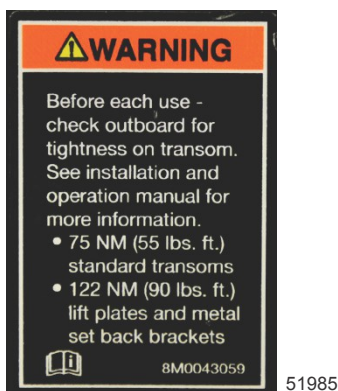 WARNING
Before each use -
check outboard for
tightness on transom.
See installation and
operation manual for
more information.
• 75 NM (55 lbs. ft.)
standard transoms
• 122 NM (90 lbs. ft.)
lift plates and metal
set back brackets
8M0043059
51985